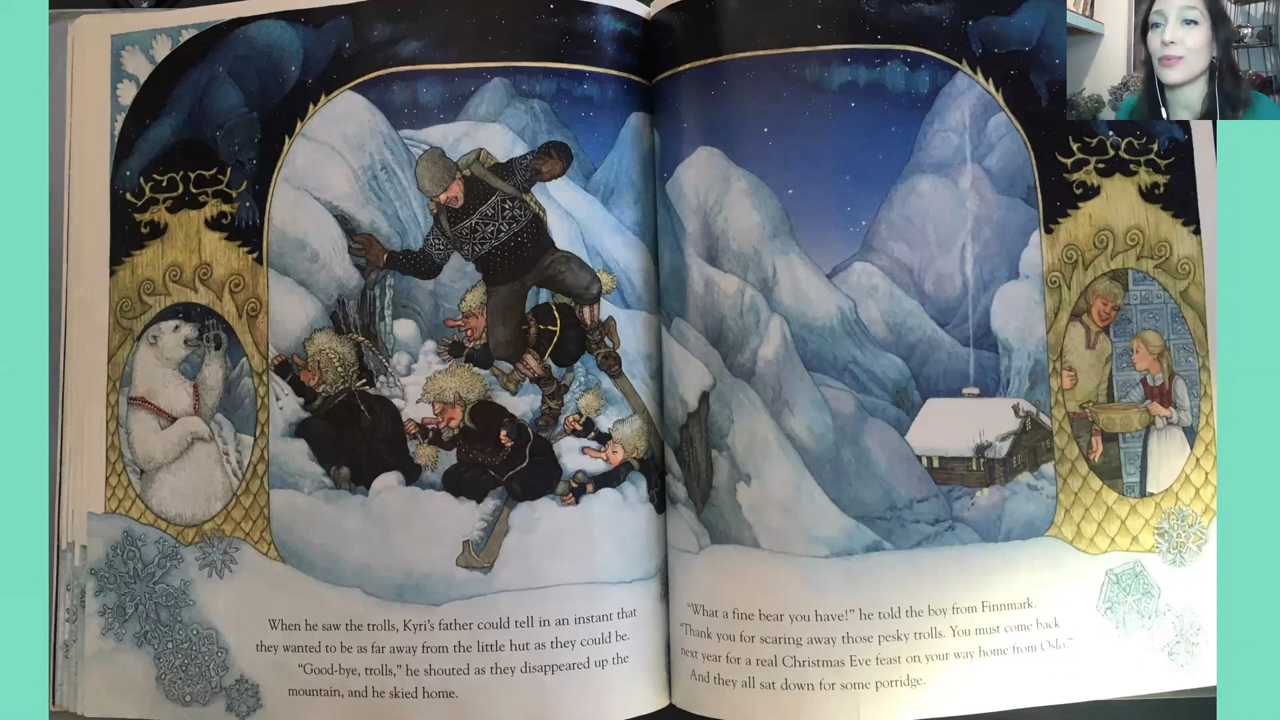 When he saw the trolls, Kyri's father could tell in an instant that
they wanted to be as far away from the little hut as they could be.
"Good-bye, trolls," he shouted as they disappeared up the
mountain, and he skied home.
"What a fine bear you have!" he told the boy from Finnmark.
"Thank you for scaring away those pesky trolls. You must come back
next year for a real Christmas Eve feast on your way home from Oslo."
And they all sat down for some porridge.